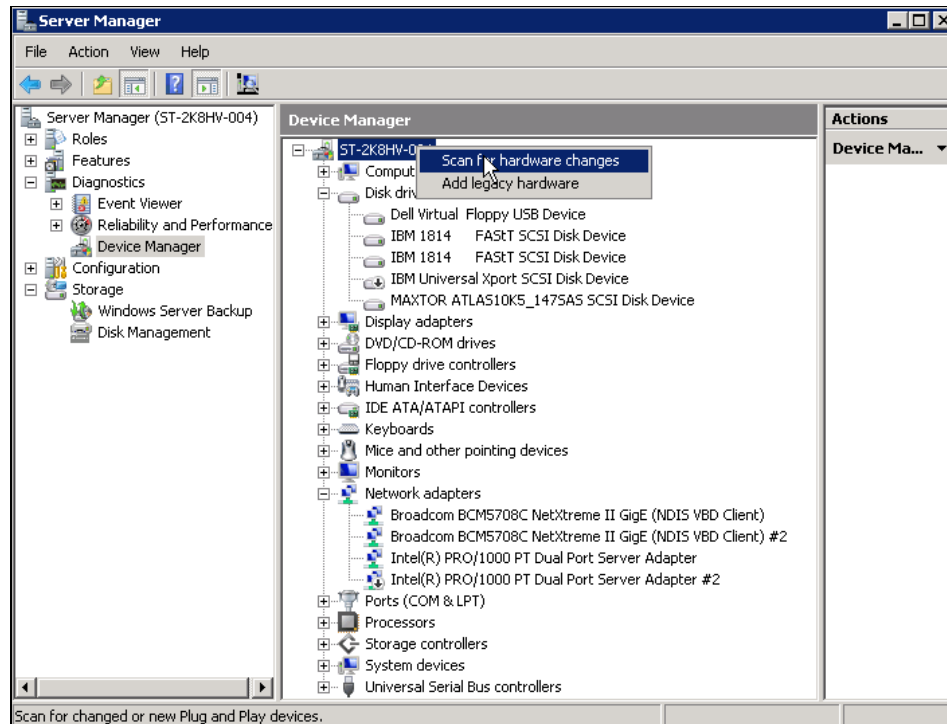 Server Manager
File Action View Help
Server Manager (ST-2K8HV-004)
Roles
Features
Diagnostics
Event Viewer
Reliability and Performance
Device Manager
Configuration
Storage
Windows Server Backup
Disk Management
Device Manager
ST-2K8HV-0
Scan for hardware changes
Add legacy hardware
Comput
Disk driv
Dell Virtual Floppy USB Device
IBM 1814 FAStT SCSI Disk Device
IBM 1814 FAStT SCSI Disk Device
IBM Universal Xport SCSI Disk Device
MAXTOR ATLAS10K5_147SAS SCSI Disk Device
Display adapters
DVD/CD-ROM drives
Floppy drive controllers
Human Interface Devices
IDE ATA/ATAPI controllers
Keyboards
Mice and other pointing devices
Monitors
Network adapters
Broadcom BCM5708C NetXtreme II GigE (NDIS VBD Client)
Broadcom BCM5708C NetXtreme II GigE (NDIS VBD Client) #2
Intel(R) PRO/1000 PT Dual Port Server Adapter
Intel(R) PRO/1000 PT Dual Port Server Adapter #2
Ports (COM & LPT)
Processors
Storage controllers
System devices
Universal Serial Bus controllers
Actions
Device Ma...
Scan for changed or new Plug and Play devices.